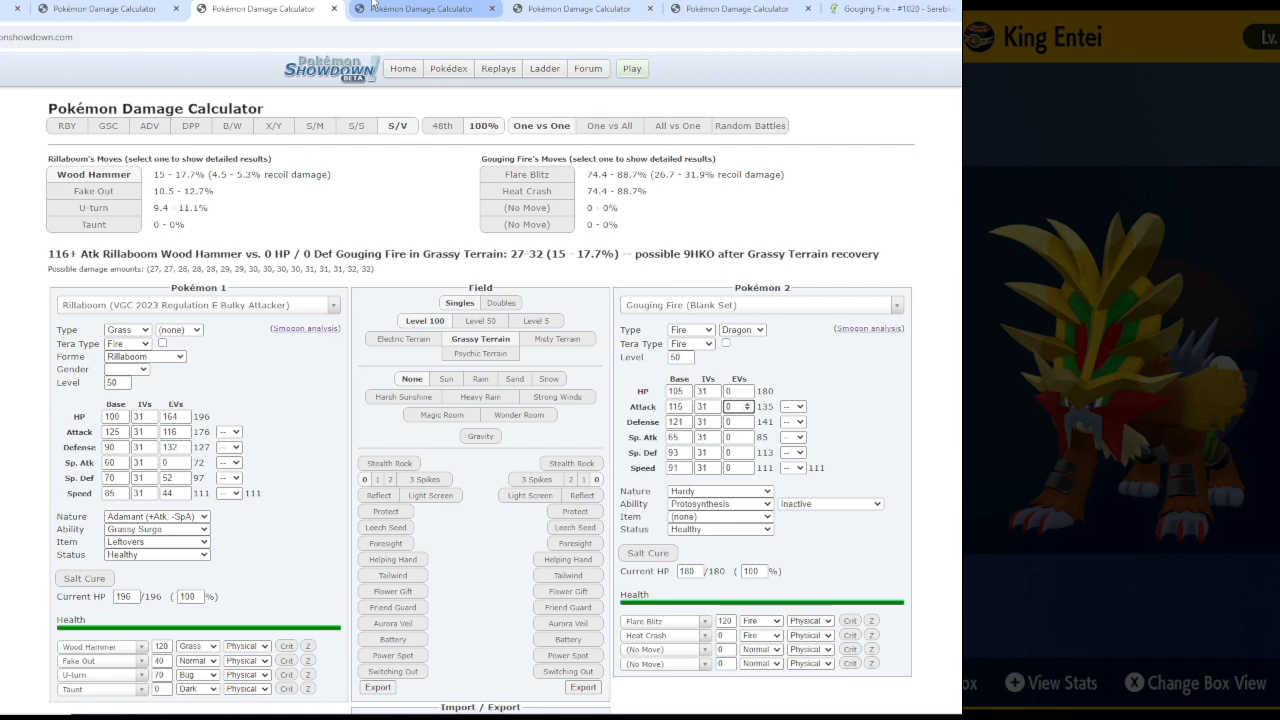 Pokémon Damage Calculator × Pokémon Damage Calculator × Pokémon Damage Calculator × Pokémon Damage Calculator × Pokémon Damage Calculator × Gouging Fire - #1020 - Serebii
onshowdown.com
Pokémon SHOWDOWN! BETA Home Pokédex Replays Ladder Forum Play
Pokémon Damage Calculator
RBY GSC ADV DPP B/W X/Y S/M S/S S/V 48th 100% One vs One One vs All All vs One Random Battles
Rillaboom's Moves (select one to show detailed results)
Wood Hammer 15 - 17.7% (4.5 - 5.3% recoil damage)
Fake Out 10.5 - 12.7%
U-turn 9.4 - 11.1%
Taunt 0 - 0%
Gouging Fire's Moves (select one to show detailed results)
Flare Blitz 74.4 - 88.7% (26.7 - 31.9% recoil damage)
Heat Crash 74.4 - 88.7%
(No Move) 0 - 0%
(No Move) 0 - 0%
116+ Atk Rillaboom Wood Hammer vs. 0 HP / 0 Def Gouging Fire in Grassy Terrain: 27-32 (15 - 17.7%) -- possible 9HKO after Grassy Terrain recovery
Possible damage amounts: (27, 27, 28, 28, 28, 29, 29, 30, 30, 30, 30, 31, 31, 31, 32, 32)
Pokémon 1
Rillaboom (VGC 2023 Regulation E Bulky Attacker)
Type Grass (none) (Smogon analysis)
Tera Type Fire
Forme Rillaboom
Gender
Level 50
Base IVs EVs
HP 100 31 164 196
Attack 125 31 116 176 --
Defense 90 31 132 127 --
Sp. Atk 60 31 0 72 --
Sp. Def 70 31 52 97 --
Speed 85 31 44 111 -- 111
Nature Adamant (+Atk, -SpA)
Ability Grassy Surge
Item Leftovers
Status Healthy
Salt Cure
Current HP 196 /196 ( 100 %)
Health
Wood Hammer 120 Grass Physical Crit Z
Fake Out 40 Normal Physical Crit Z
U-turn 70 Bug Physical Crit Z
Taunt 0 Dark Physical Crit Z
Field
Singles Doubles
Level 100 Level 50 Level 5
Electric Terrain Grassy Terrain Misty Terrain
Psychic Terrain
None Sun Rain Sand Snow
Harsh Sunshine Heavy Rain Strong Winds
Magic Room Wonder Room
Gravity
Stealth Rock Stealth Rock
0 1 2 3 Spikes 3 Spikes 2 1 0
Reflect Light Screen Light Screen Reflect
Protect Protect
Leech Seed Leech Seed
Foresight Foresight
Helping Hand Helping Hand
Tailwind Tailwind
Flower Gift Flower Gift
Friend Guard Friend Guard
Aurora Veil Aurora Veil
Battery Battery
Power Spot Power Spot
Switching Out Switching Out
Export Export
Import / Export
Pokémon 2
Gouging Fire (Blank Set)
Type Fire Dragon (Smogon analysis)
Tera Type Fire
Level 50
Base IVs EVs
HP 105 31 0 180
Attack 115 31 0 135 --
Defense 121 31 0 141 --
Sp. Atk 65 31 0 85 --
Sp. Def 93 31 0 113 --
Speed 91 31 0 111 -- 111
Nature Hardy
Ability Protosynthesis Inactive
Item (none)
Status Healthy
Salt Cure
Current HP 180 /180 ( 100 %)
Health
Flare Blitz 120 Fire Physical Crit Z
Heat Crash 0 Fire Physical Crit Z
(No Move) 0 Normal Physical Crit Z
(No Move) 0 Normal Physical Crit Z
King Entei Lv.
ox + View Stats X Change Box View